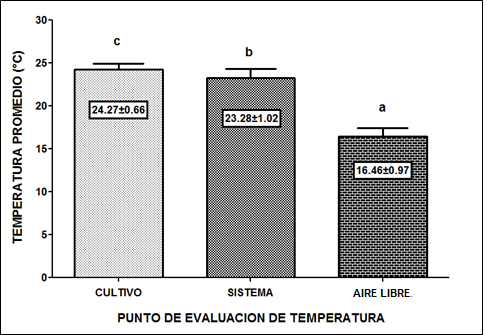 TEMPERATURA PROMEDIO (°C)
30
25
20
15
10
5
0
c
b
a
24.27±0.66
23.28±1.02
16.46±0.97
CULTIVO
SISTEMA
AIRE LIBRE
PUNTO DE EVALUACION DE TEMPERATURA